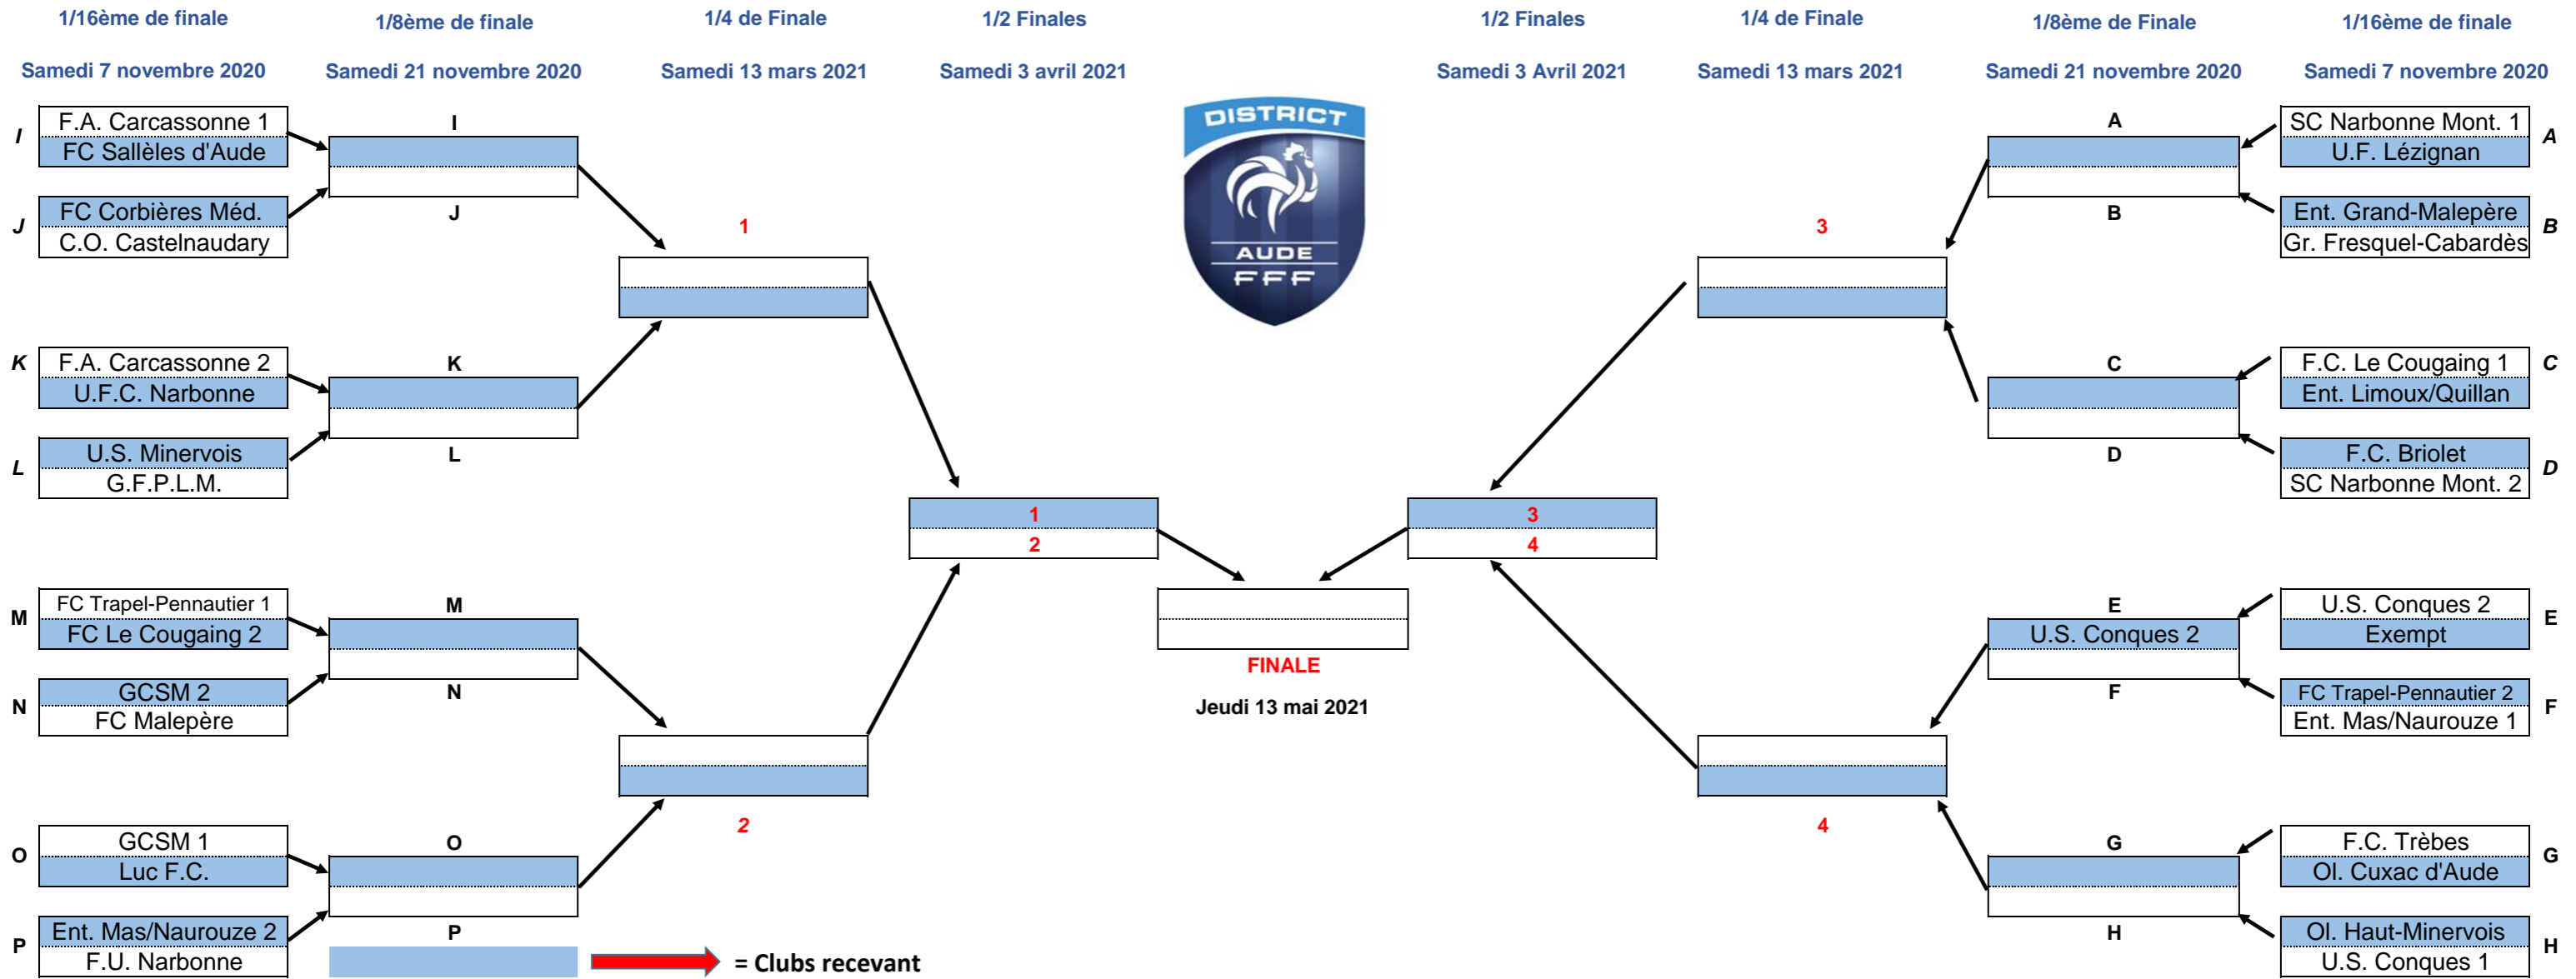 1/16ème de finale
1/8ème de finale
1/4 de Finale
1/2 Finales
1/2 Finales
1/4 de Finale
1/8ème de Finale
1/16ème de finale
Samedi 7 novembre 2020
Samedi 21 novembre 2020
Samedi 13 mars 2021
Samedi 3 avril 2021
Samedi 3 Avril 2021
Samedi 13 mars 2021
Samedi 21 novembre 2020
Samedi 7 novembre 2020
I
F.A. Carcassonne 1
FC Sallèles d'Aude
J
FC Corbières Méd.
C.O. Castelnaudary
K
F.A. Carcassonne 2
U.F.C. Narbonne
L
U.S. Minervois
G.F.P.L.M.
M
FC Trapel-Pennautier 1
FC Le Cougaing 2
N
GCSM 2
FC Malepère
O
GCSM 1
Luc F.C.
P
Ent. Mas/Naurouze 2
F.U. Narbonne
I
J
K
L
M
N
O
P
= Clubs recevant
1
2
1
2
DISTRICT
AUDE
FFF
FINALE
Jeudi 13 mai 2021
3
4
3
4
A
B
C
D
E
U.S. Conques 2
F
G
H
SC Narbonne Mont. 1
U.F. Lézignan
A
Ent. Grand-Malepère
Gr. Fresquel-Cabardès
B
F.C. Le Cougaing 1
Ent. Limoux/Quillan
C
F.C. Briolet
SC Narbonne Mont. 2
D
U.S. Conques 2
Exempt
E
FC Trapel-Pennautier 2
Ent. Mas/Naurouze 1
F
F.C. Trèbes
Ol. Cuxac d'Aude
G
Ol. Haut-Minervois
U.S. Conques 1
H